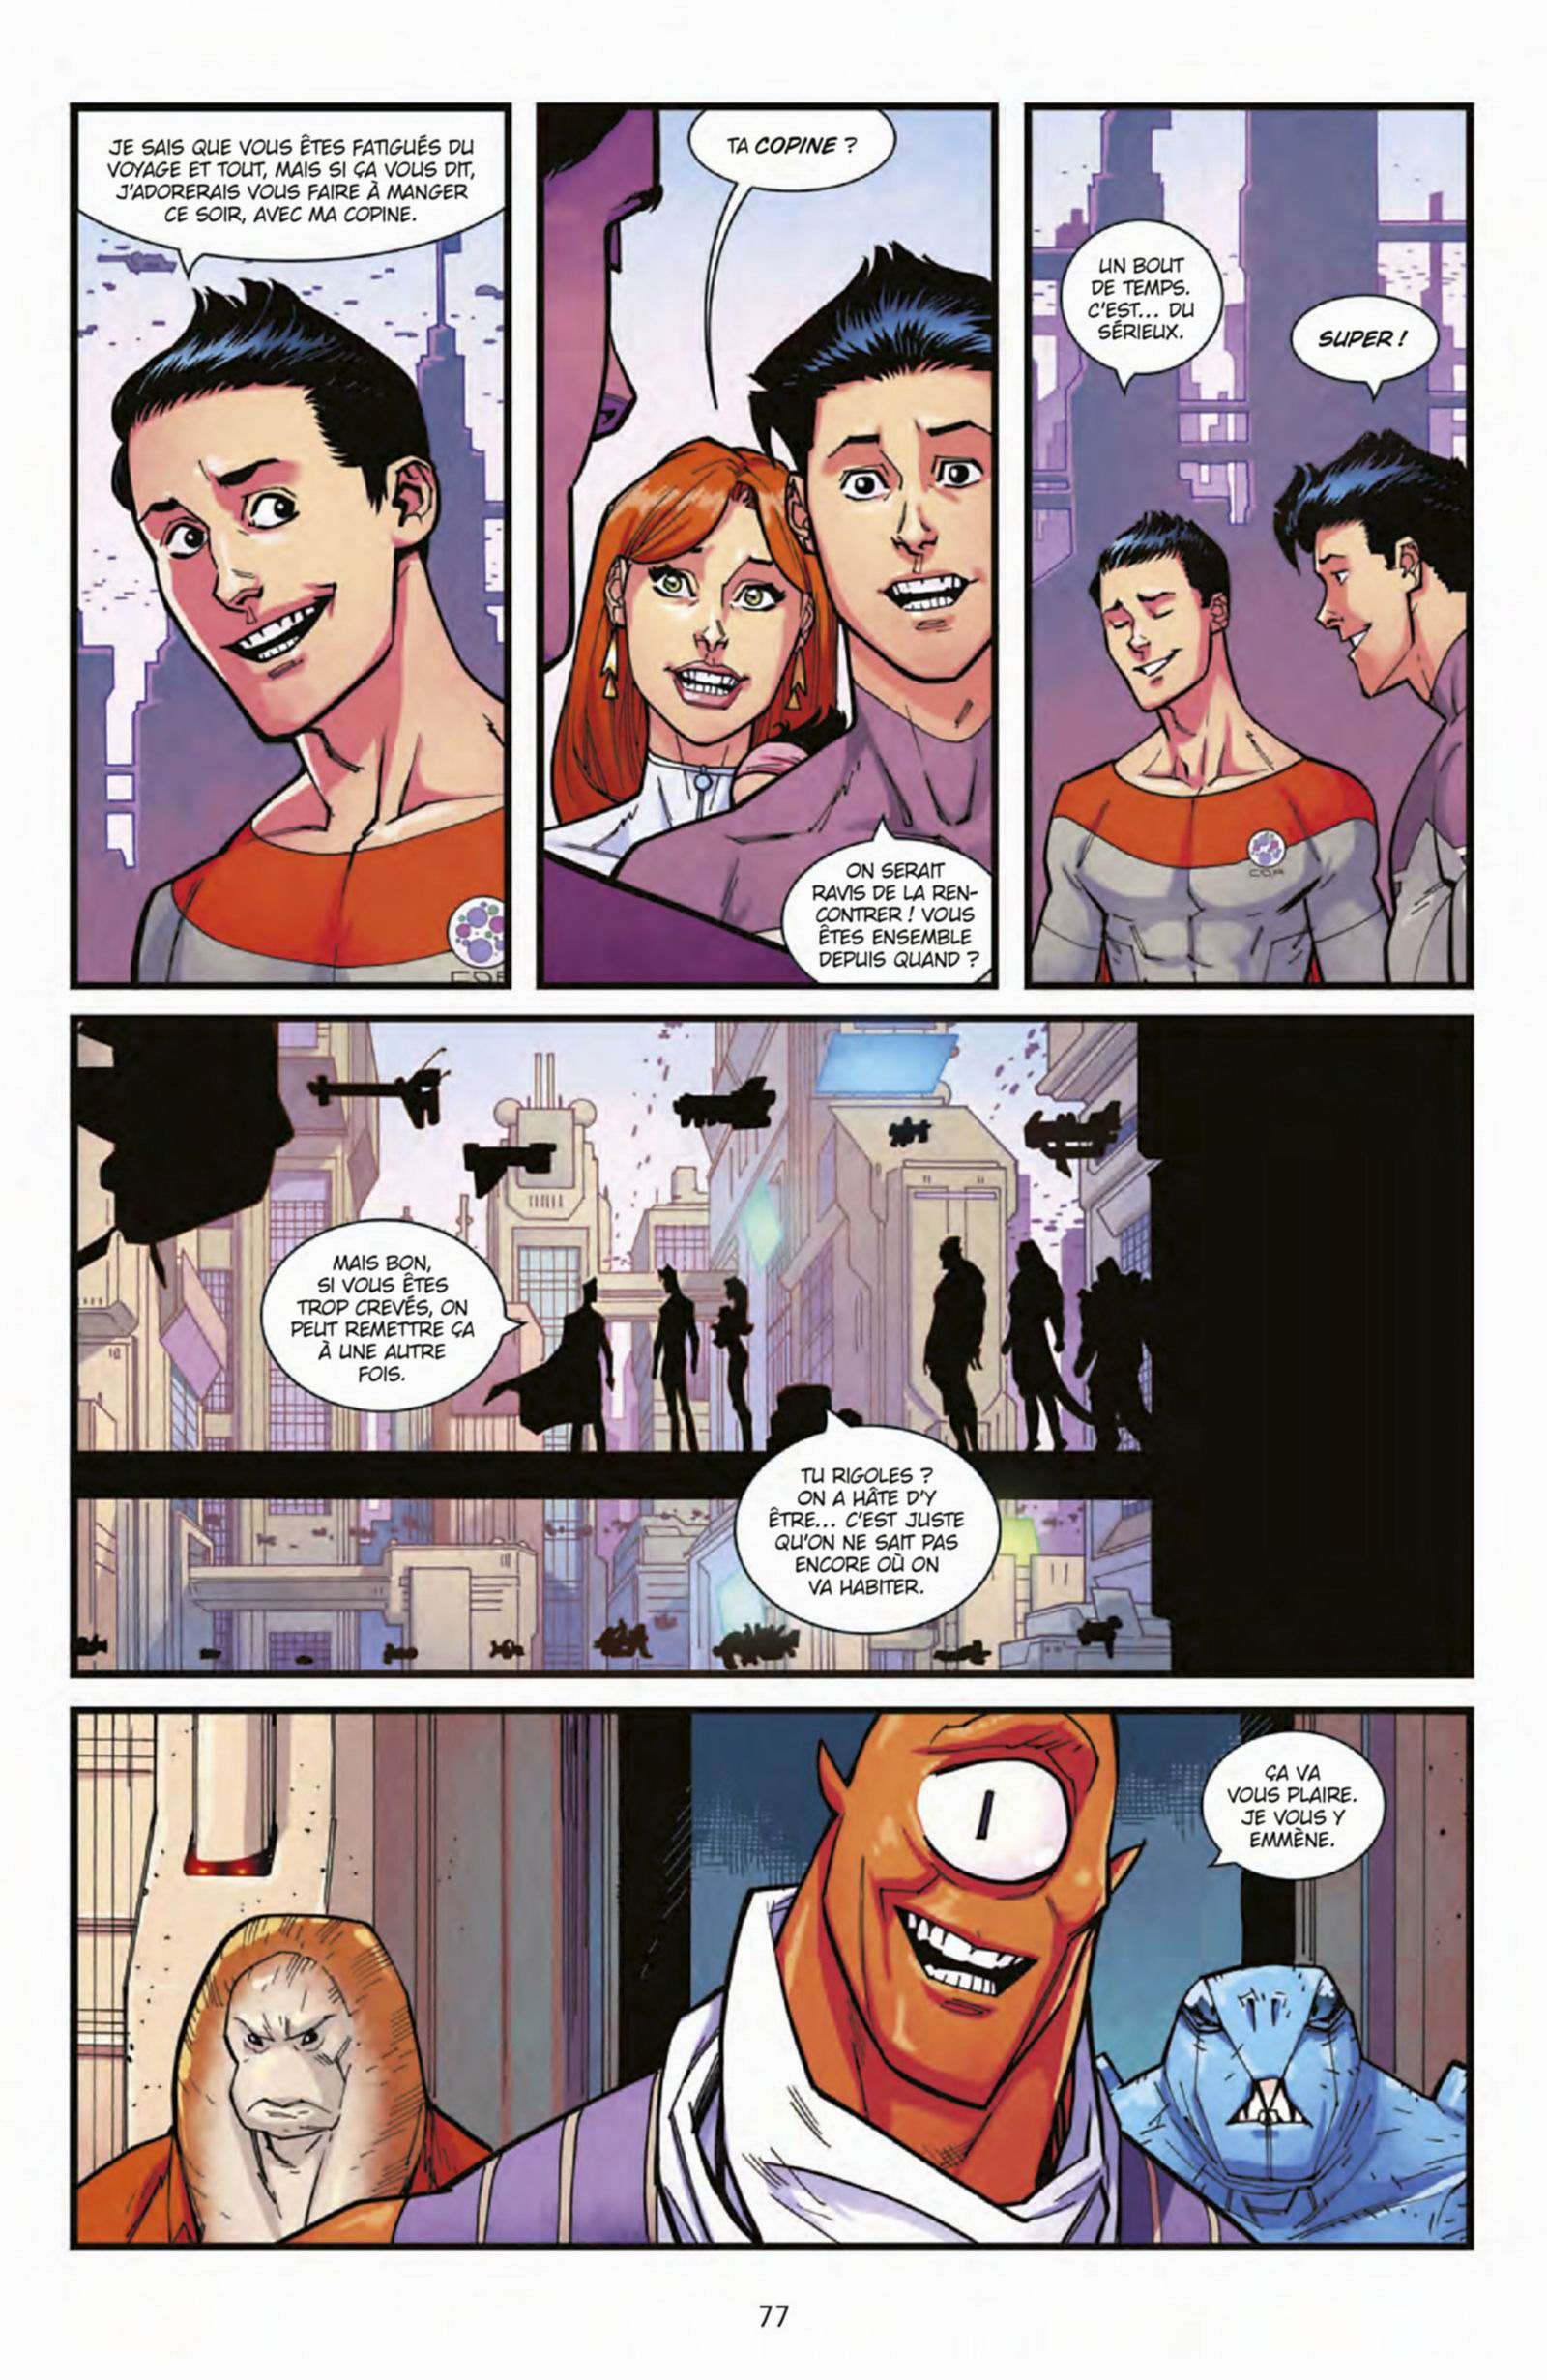 JE SAIS QUE VOUS ÊTES FATIGUÉS DU
VOYAGE ET TOUT, MAIS SI ÇA VOUS DIT,
J'ADORERAIS VOUS FAIRE À MANGER
CE SOIR, AVEC MA COPINE.
TA COPINE ?
ON SERAIT
RAVIS DE LA REN-
CONTRER ! VOUS
ÊTES ENSEMBLE
DEPUIS QUAND ?
UN BOUT
DE TEMPS.
C'EST... DU
SÉRIEUX.
SUPER !
MAIS BON,
SI VOUS ÊTES
TROP CREVÉS, ON
PEUT REMETTRE ÇA
À UNE AUTRE
FOIS.
TU RIGOLES ?
ON A HÂTE D'Y
ÊTRE... C'EST JUSTE
QU'ON NE SAIT PAS
ENCORE OÙ ON
VA HABITER.
ÇA VA
VOUS PLAIRE.
JE VOUS Y
EMMÈNE.
77